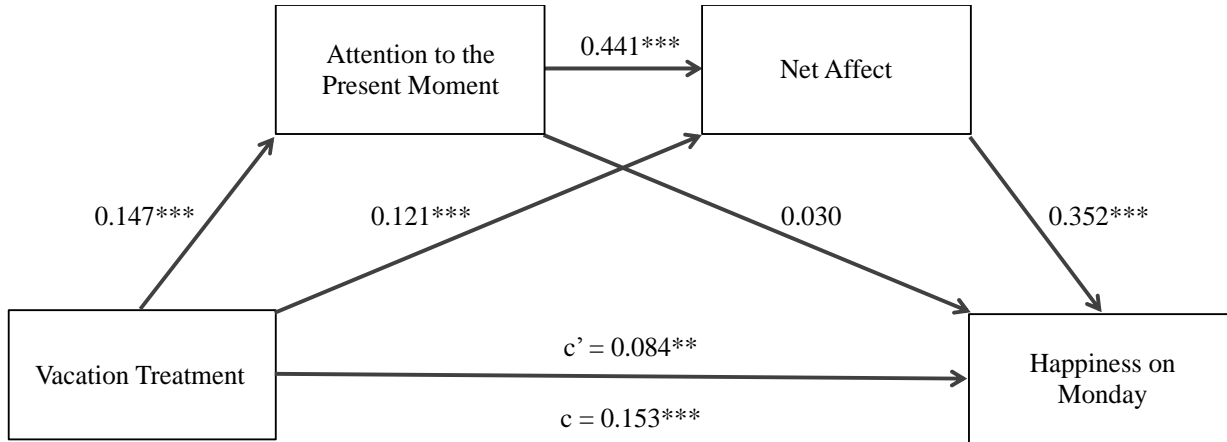 Attention to the
Present Moment
0.441***
Net Affect
0.147***
0.121***
0.030
0.352***
Vacation Treatment
c’ = 0.084**
c = 0.153***
Happiness on
Monday